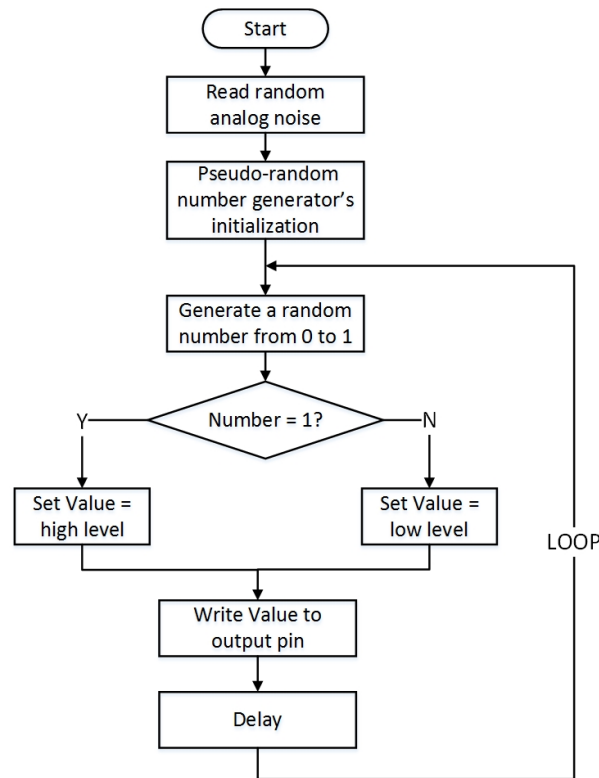 Start
Read random
analog noise
Pseudo-random
number generator's
initialization
Generate a random
number from 0 to 1
Number = 1?
Y
N
Set Value =
high level
Set Value =
low level
LOOP
Write Value to
output pin
Delay